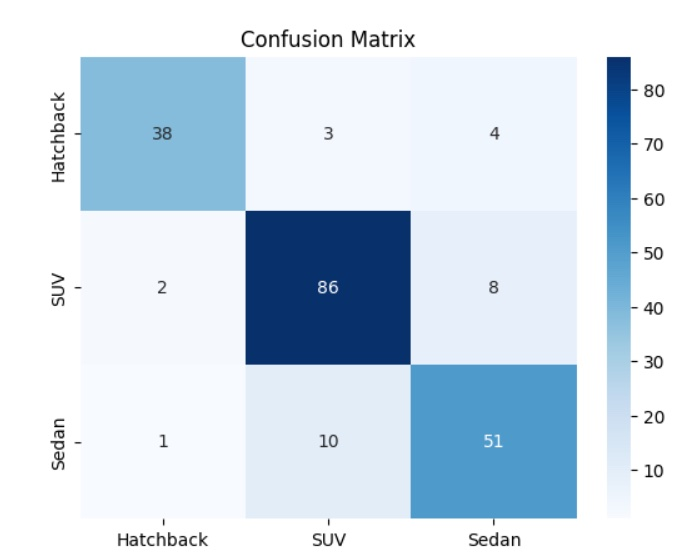 Confusion Matrix
Hatchback 38 3 4
SUV 2 86 8
Sedan 1 10 51
Hatchback SUV Sedan
80
70
60
50
40
30
20
10